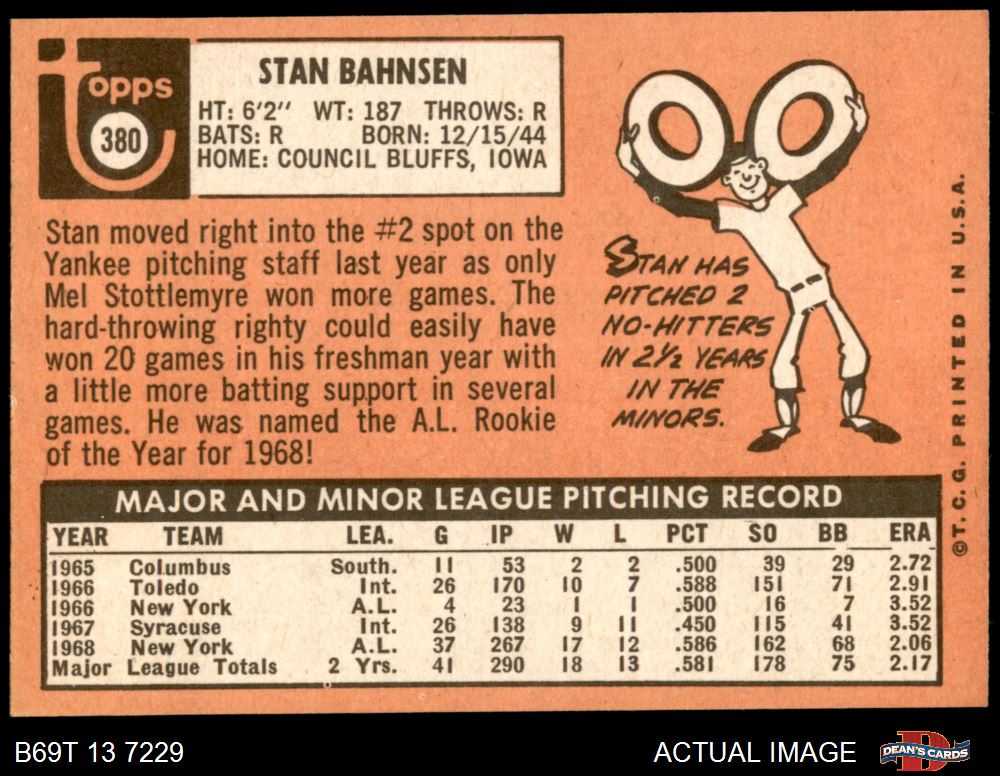 Topps
380
STAN BAHNSEN
HT: 6'2" WT: 187 THROWS: R
BATS: R BORN: 12/15/44
HOME: COUNCIL BLUFFS, IOWA
Stan moved right into the #2 spot on the
Yankee pitching staff last year as only
Mel Stottlemyre won more games. The
hard-throwing righty could easily have
won 20 games in his freshman year with
a little more batting support in several
games. He was named the A.L. Rookie
of the Year for 1968!
STAN HAS
PITCHED 2
NO-HITTERS
IN 2½ YEARS
IN THE
MINORS.
©T.C.G. PRINTED IN U.S.A.
MAJOR AND MINOR LEAGUE PITCHING RECORD
YEAR TEAM LEA. G IP W L PCT SO BB ERA
1965 Columbus South. 11 53 2 2 .500 39 29 2.72
1966 Toledo Int. 26 170 10 7 .588 151 71 2.91
1966 New York A.L. 4 23 1 1 .500 16 7 3.52
1967 Syracuse Int. 26 138 9 11 .450 115 41 3.52
1968 New York A.L. 37 267 17 12 .586 162 68 2.06
Major League Totals 2 Yrs. 41 290 18 13 .581 178 75 2.17
B69T 13 7229
ACTUAL IMAGE
D
DEAN'S CARDS